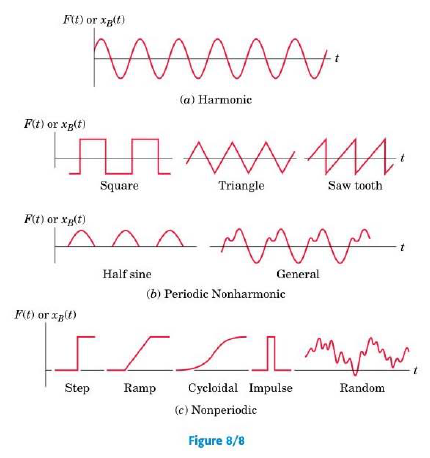 F(t) or x_B(t)
t
(a) Harmonic
F(t) or x_B(t)
t
Square Triangle Saw tooth
F(t) or x_B(t)
t
Half sine General
(b) Periodic Nonharmonic
F(t) or x_B(t)
t
Step Ramp Cycloidal Impulse Random
(c) Nonperiodic
Figure 8/8